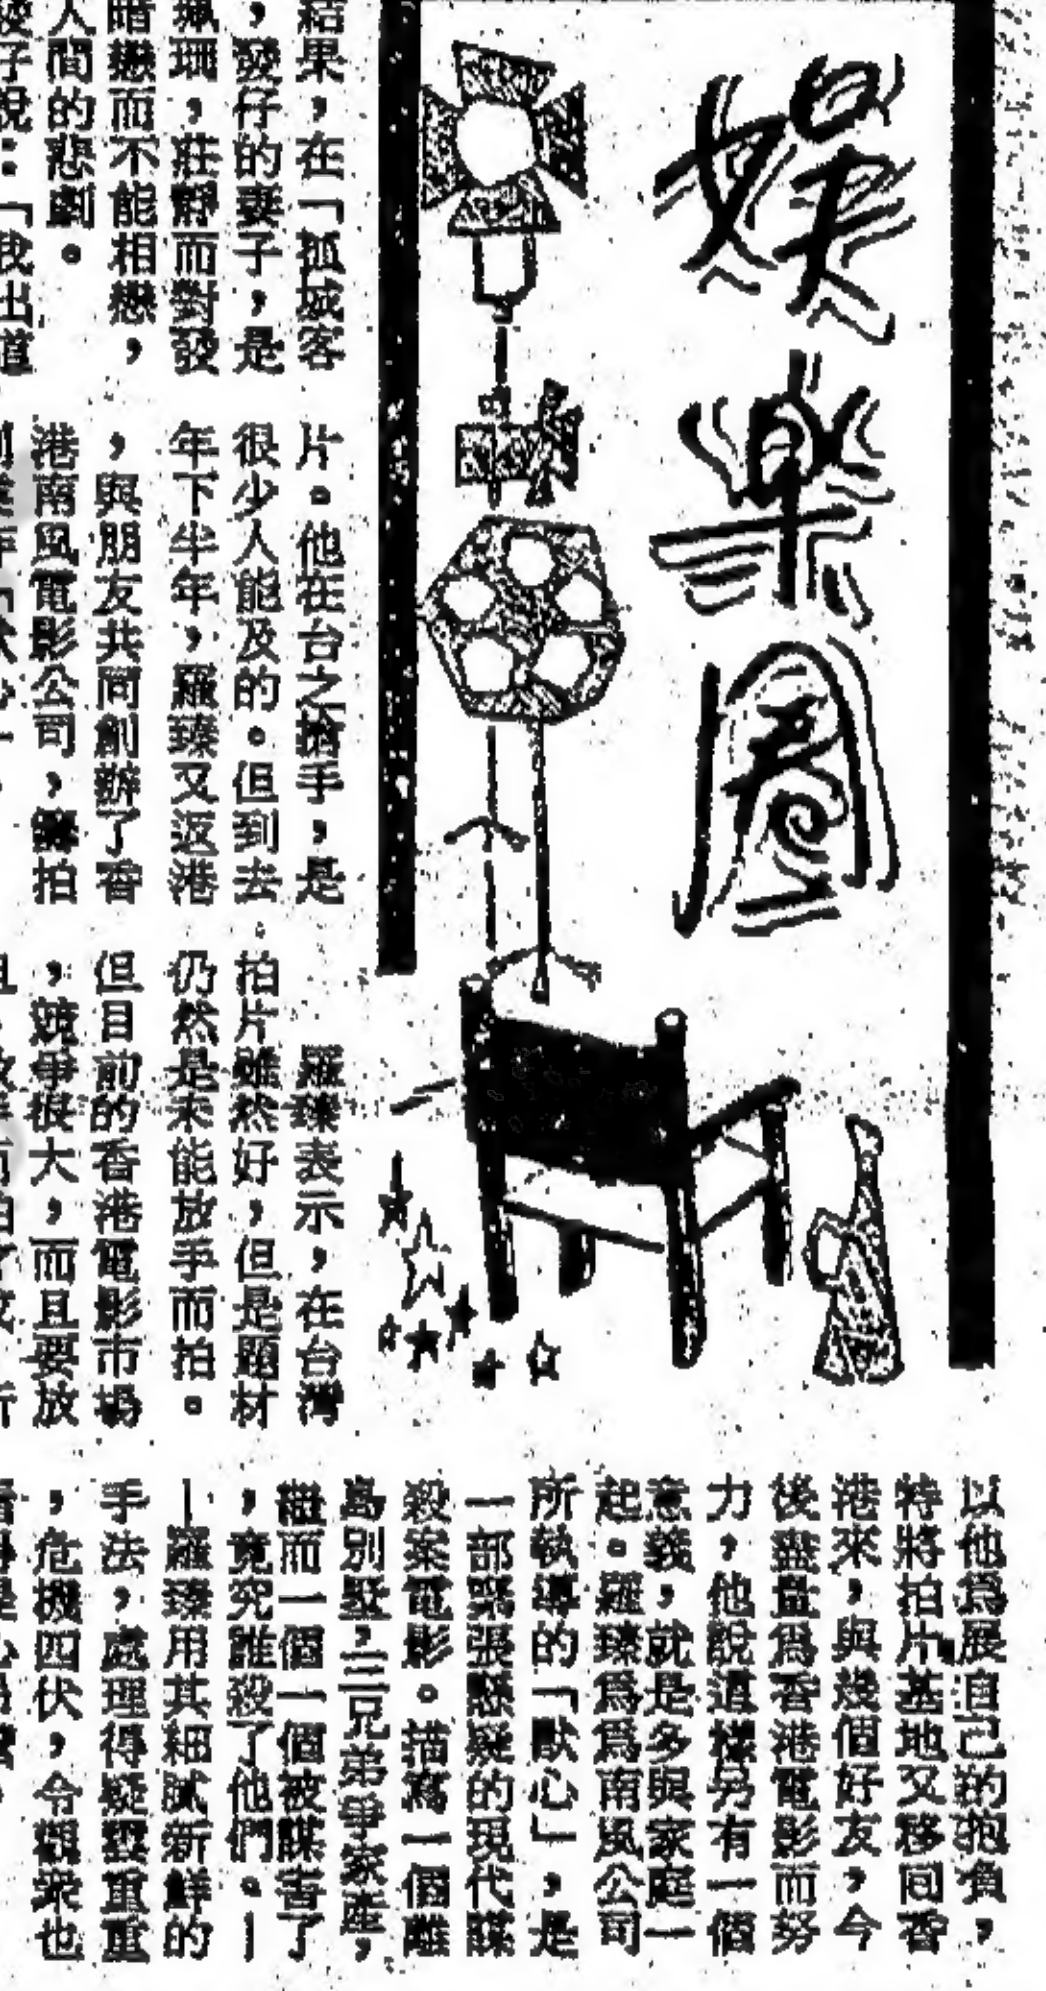 娛樂圈
結果，在「孤城客
，發仔的妻子，是
珮珊，莊靜而對發
暗戀而不能相戀，
人間的悲劇。
發仔說：「我出道
片。他在台之搶手，是
很少人能及的。但到去
年下半年，羅臻又返港
，與朋友共同創辦了香
港南風電影公司，拍
羅臻表示，在台灣
拍片雖然好，但是題材
仍然是未能放手而拍。
但目前的香港電影市場
，競爭很大，而且要放
以他爲展自己的抱負，
特將拍片基地又移回香
港來，與幾個好友，今
後盡量爲香港電影而努
力，他說這樣另有一個
意義，就是多與家庭一
起。羅臻爲爲南風公司
所執導的「獸心」，是
一部緊張懸疑的現代謀
殺案電影。描寫一個離
島別墅，三兄弟爭家產，
繼而一個一個被謀害了
，竟究誰殺了他們。—
—羅臻用其細膩新鮮的
手法，處理得疑雲重重
，危機四伏，令觀衆也